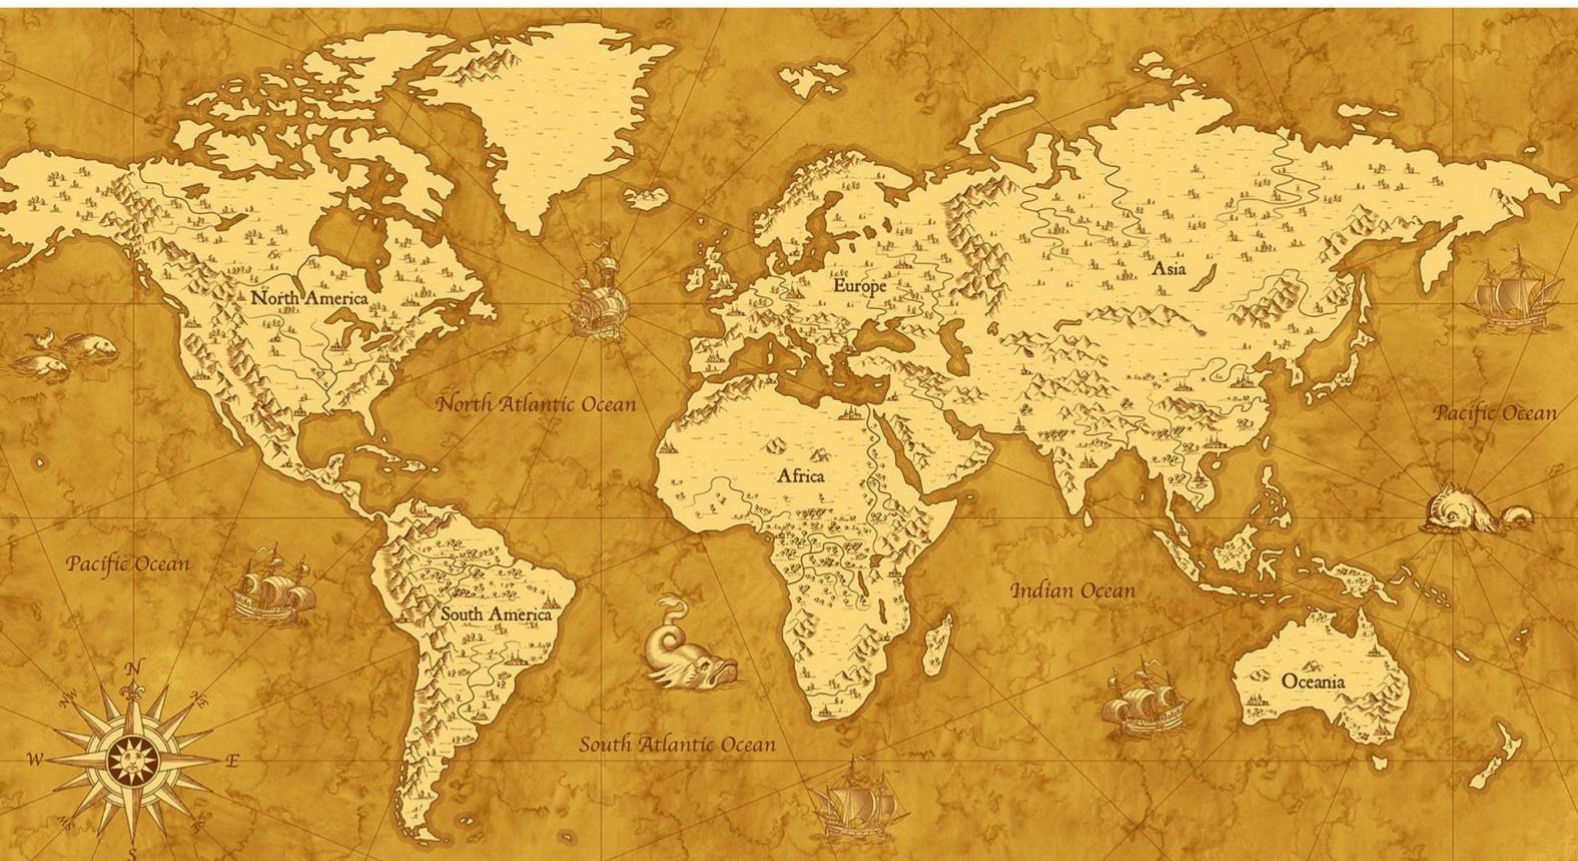 North America
Europe
Asia
North Atlantic Ocean
Pacific Ocean
Africa
Pacific Ocean
Indian Ocean
South America
N
NW
NE
Oceania
South Atlantic Ocean
W
E
S